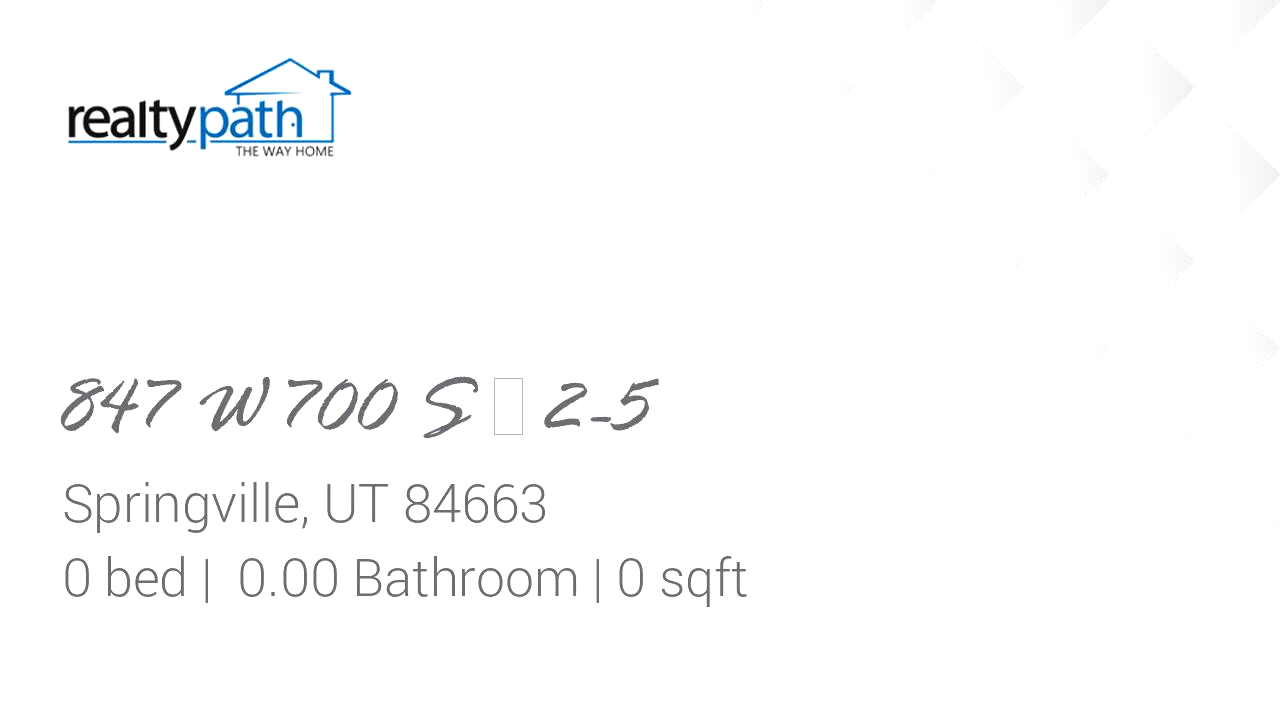 realtypath
THE WAY HOME
847 W 700 S 2-5
Springville, UT 84663
0 bed | 0.00 Bathroom | 0 sqft